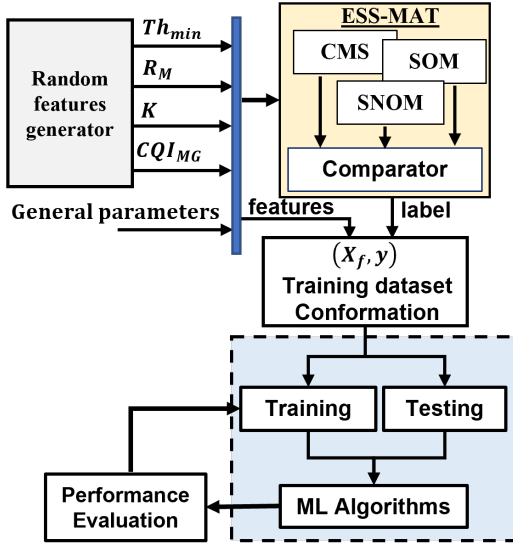 Random
features
generator
Th_min
R_M
K
CQI_MG
General parameters
ESS-MAT
CMS
SOM
SNOM
Comparator
features
label
(X_f, y)
Training dataset
Conformation
Training
Testing
ML Algorithms
Performance
Evaluation